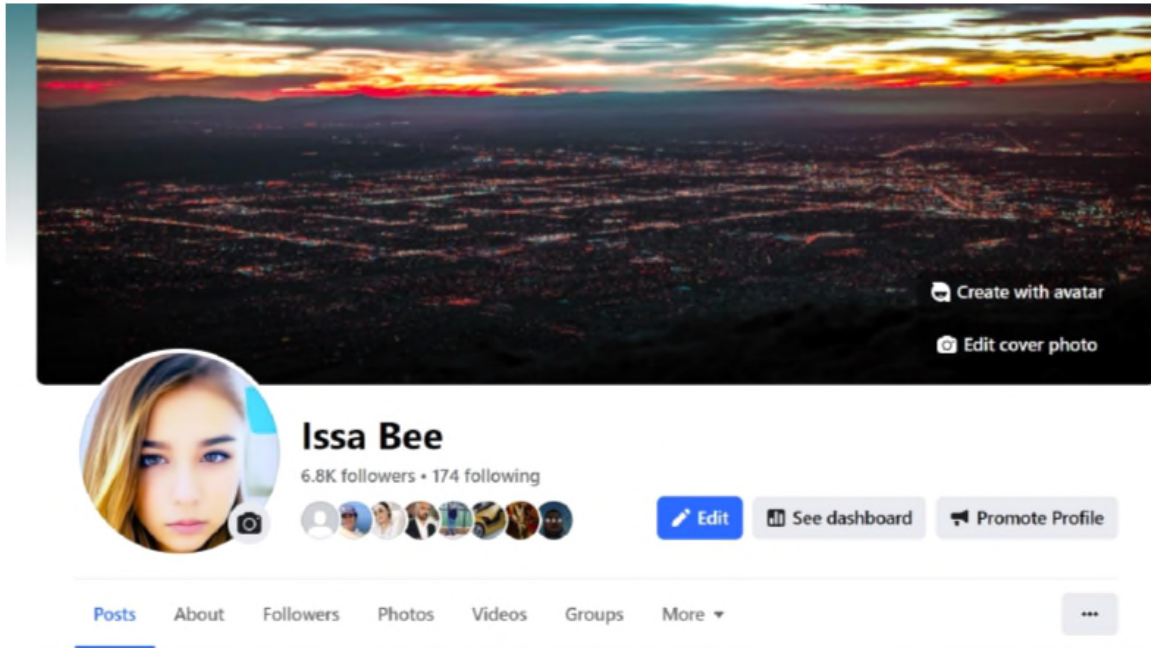 Create with avatar
Edit cover photo
Issa Bee
6.8K followers • 174 following
Edit
See dashboard
Promote Profile
Posts
About
Followers
Photos
Videos
Groups
More